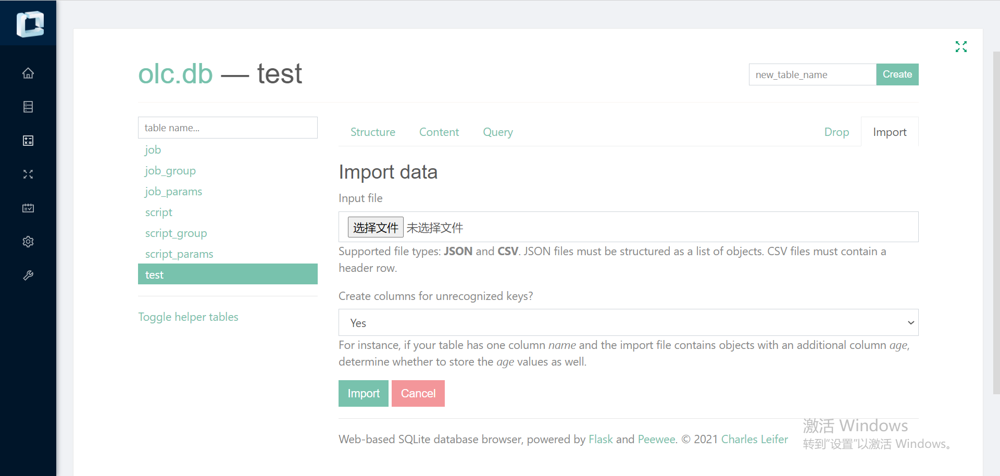 olc.db — test
new_table_name
Create
table name...
job
job_group
job_params
script
script_group
script_params
test
Toggle helper tables
Structure
Content
Query
Drop
Import
Import data
Input file
选择文件 未选择文件
Supported file types: JSON and CSV. JSON files must be structured as a list of objects. CSV files must contain a
header row.
Create columns for unrecognized keys?
Yes
For instance, if your table has one column name and the import file contains objects with an additional column age,
determine whether to store the age values as well.
Import
Cancel
Web-based SQLite database browser, powered by Flask and Peewee. © 2021 Charles Leifer
激活 Windows
转到“设置”以激活 Windows。